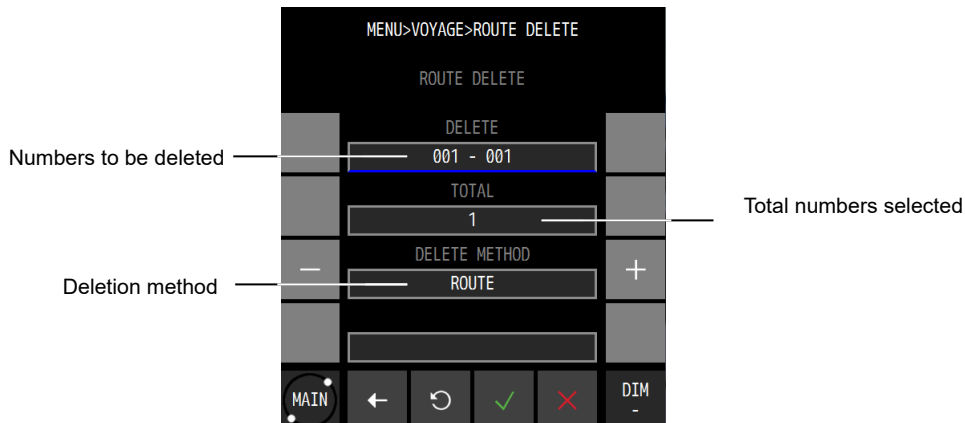 MENU>VOYAGE>ROUTE DELETE
ROUTE DELETE
DELETE
Numbers to be deleted
001 - 001
TOTAL
1
Total numbers selected
DELETE METHOD
−
+
Deletion method
ROUTE
MAIN
DIM
-